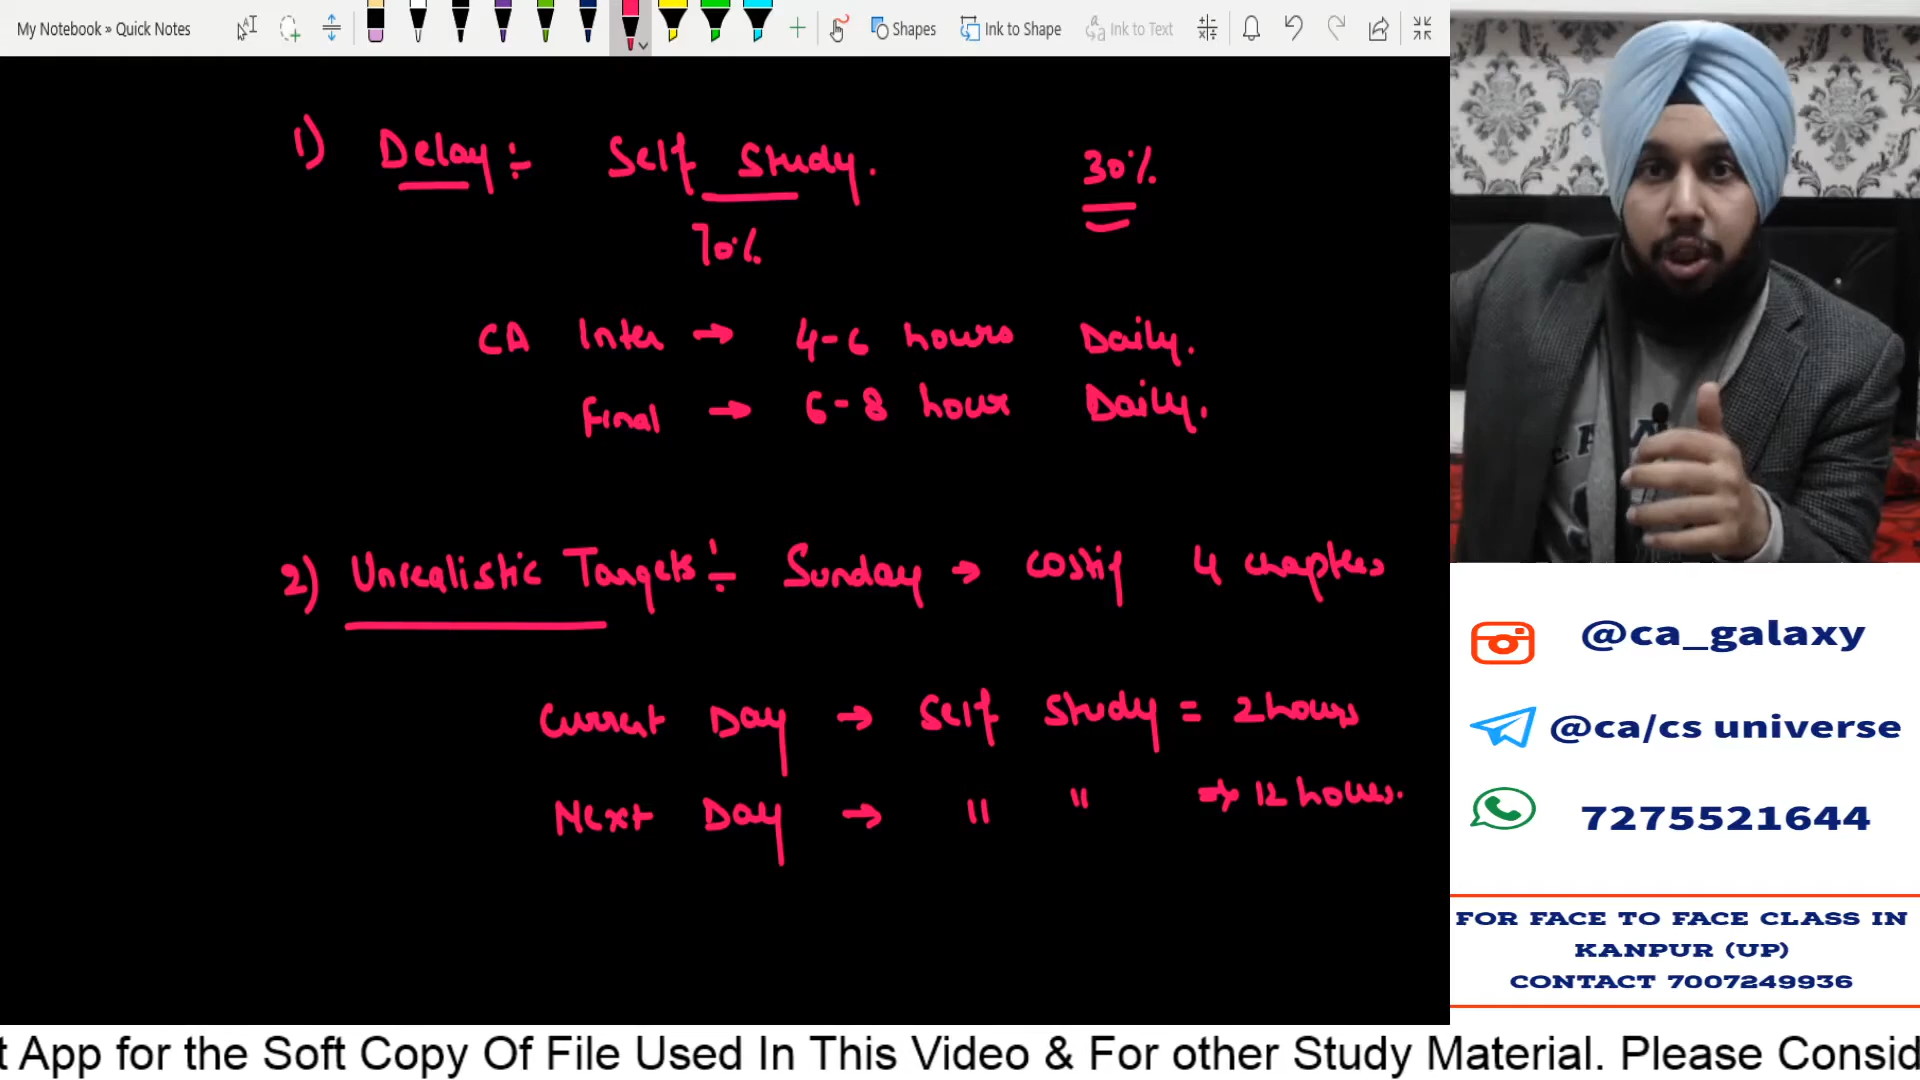 My Notebook » Quick Notes
Shapes
Ink to Shape
Ink to Text
1) Delay :- Self Study. 30%
70%
CA Inter → 4-6 hours Daily.
Final → 6-8 hour Daily.
2) Unrealistic Targets :- Sunday → 4 chapters
Current Day → Self Study = 2 hours
Next Day → " " ⇒ 12 hours.
@ca_galaxy
@ca/cs universe
7275521644
FOR FACE TO FACE CLASS IN
KANPUR (UP)
CONTACT 7007249936
t App for the Soft Copy Of File Used In This Video & For other Study Material. Please Consid